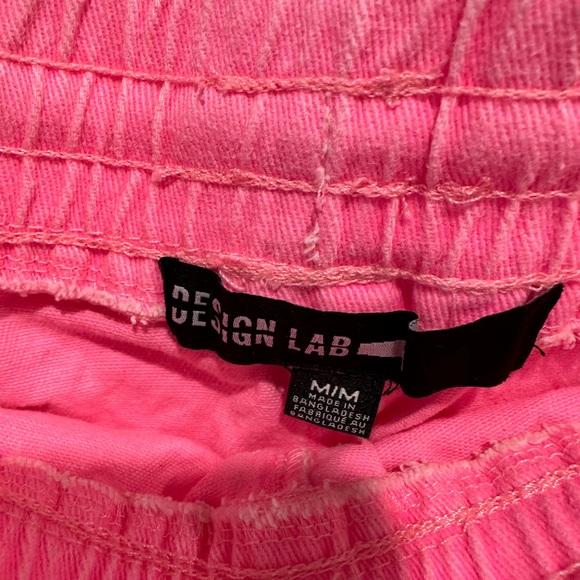 DESIGN LAB
M/M
MADE IN
BANGLADESH
FABRIQUÉ AU
BANGLADESH